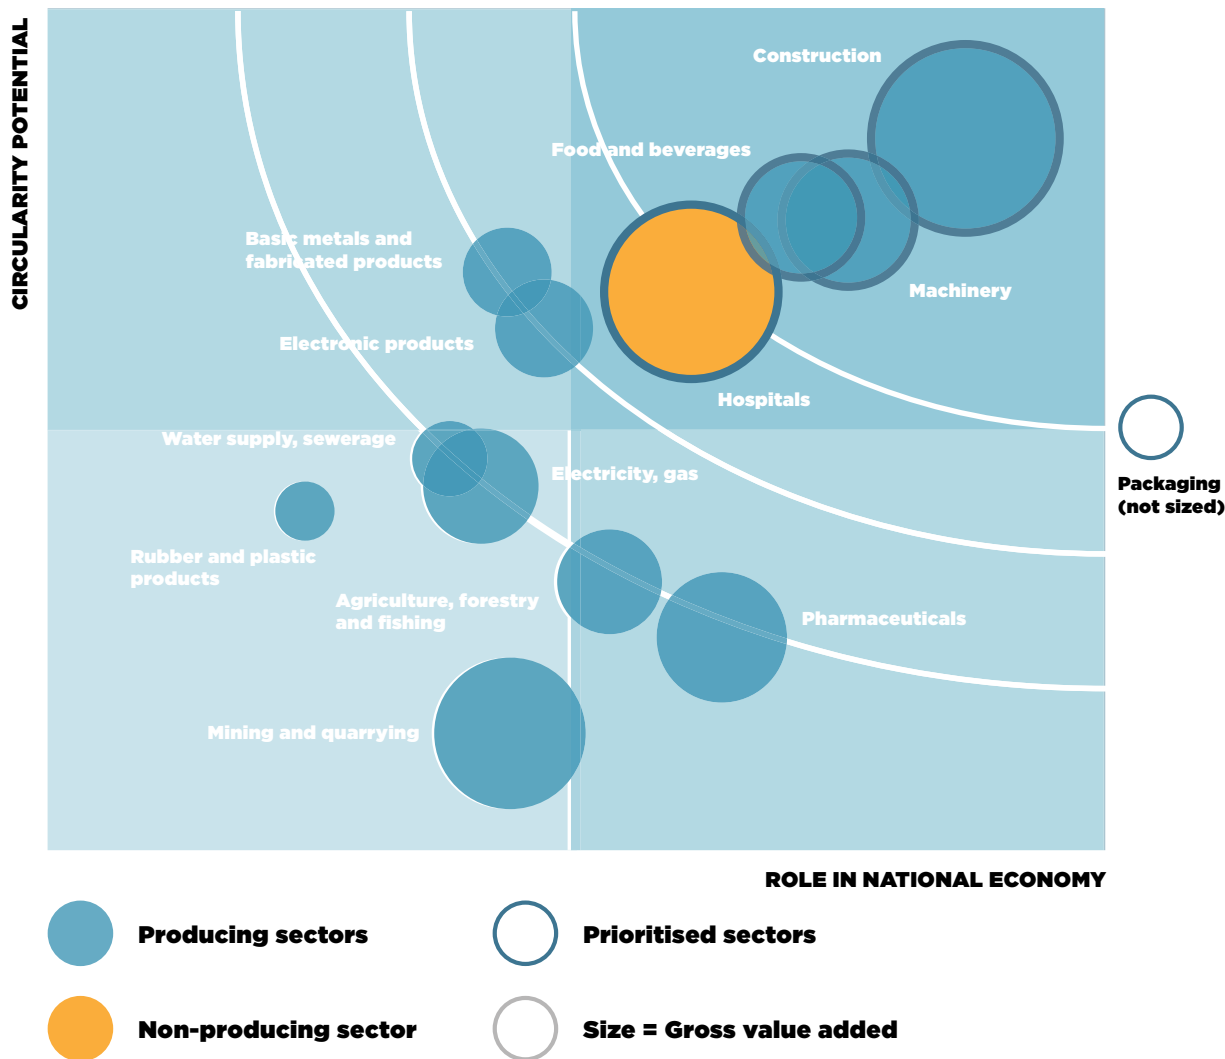 CIRCULARITY POTENTIAL
Construction
Food and beverages
Basic metals and
fabricated products
Machinery
Electronic products
Hospitals
Water supply, sewerage
Electricity, gas
Packaging
(not sized)
Rubber and plastic
products
Agriculture, forestry
and fishing
Pharmaceuticals
Mining and quarrying
ROLE IN NATIONAL ECONOMY
Producing sectors
Prioritised sectors
Non-producing sector
Size = Gross value added